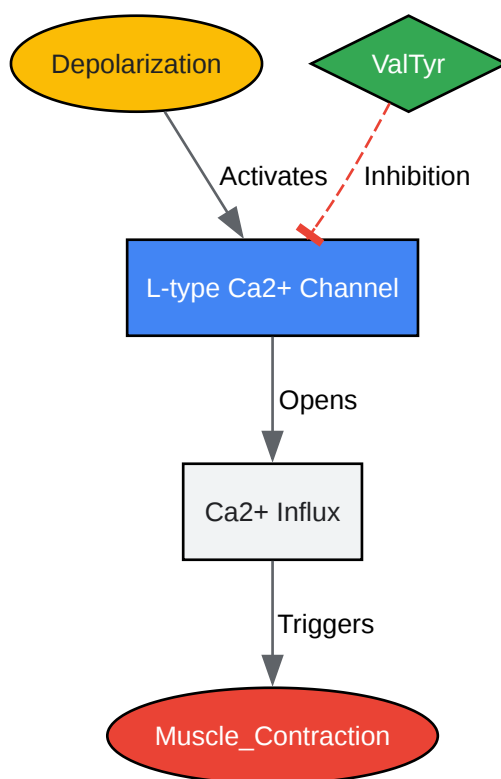 Depolarization
ValTyr
Activates
Inhibition
L-type Ca2+ Channel
Opens
Ca2+ Influx
Triggers
Muscle_Contraction